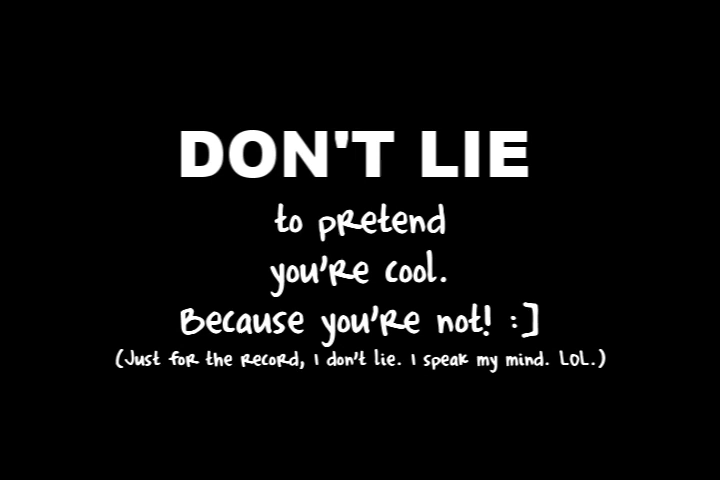 DON'T LIE
to pretend
you're cool.
Because you're not! :]
(Just for the record, I don't lie. I speak my mind. LOL.)